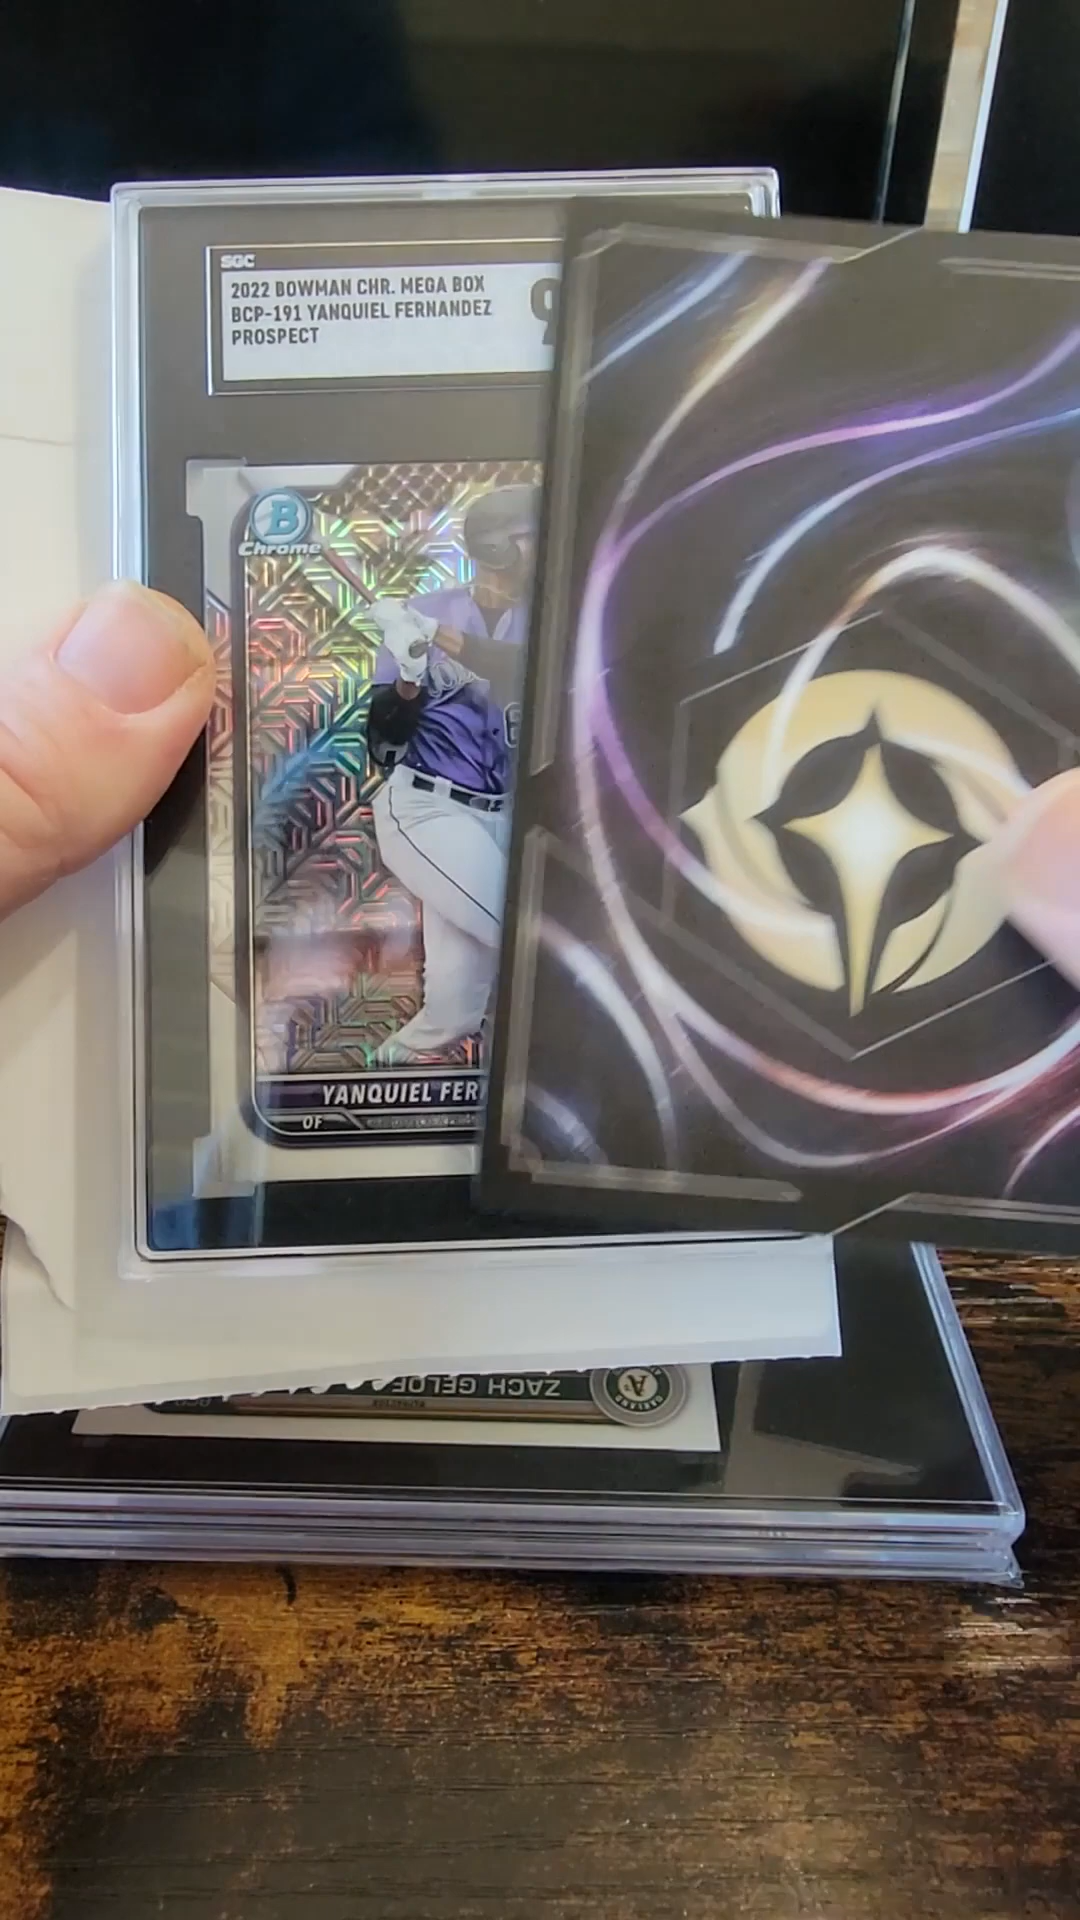 SGC
2022 BOWMAN CHR. MEGA BOX
BCP-191 YANQUIEL FERNANDEZ
PROSPECT
B
Chrome
YANQUIEL FER
OF
ZACH GELOF
A's